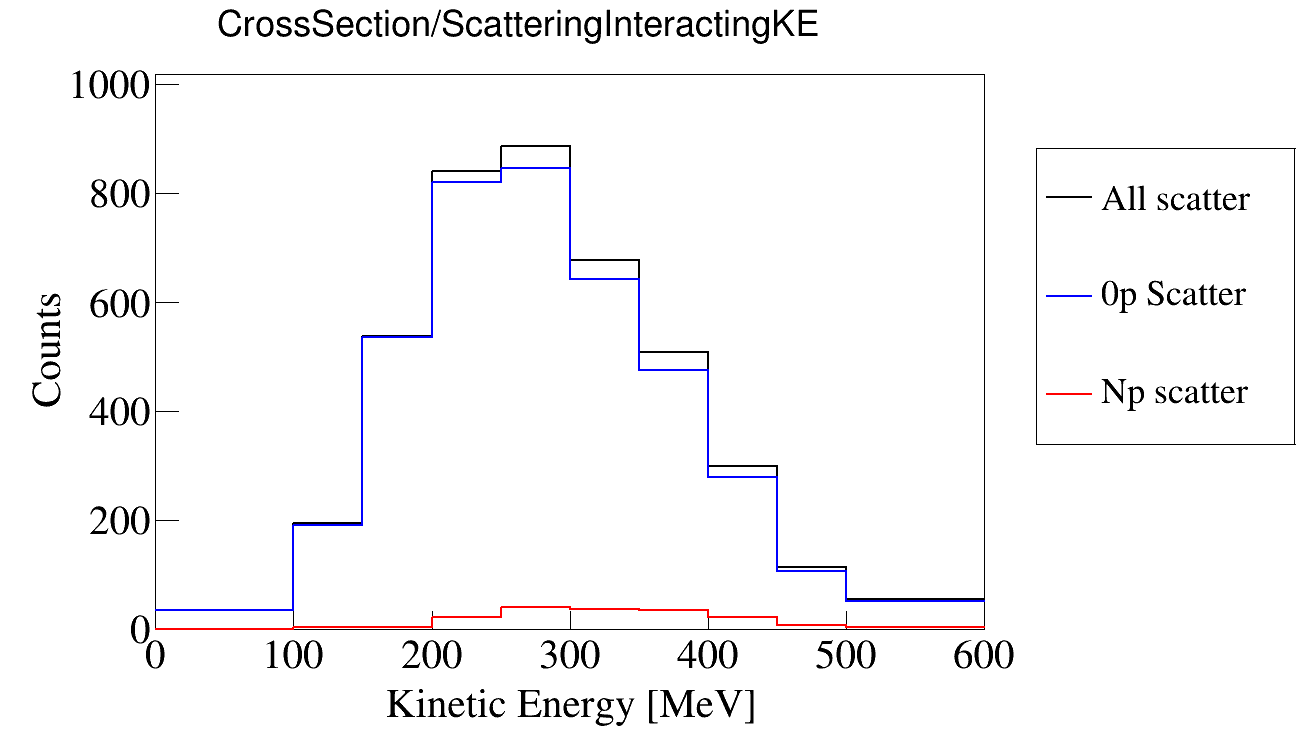 CrossSection/ScatteringInteractingKE
1000
800
600
400
200
0
Counts
0 100 200 300 400 500 600
Kinetic Energy [MeV]
All scatter
0p Scatter
Np scatter